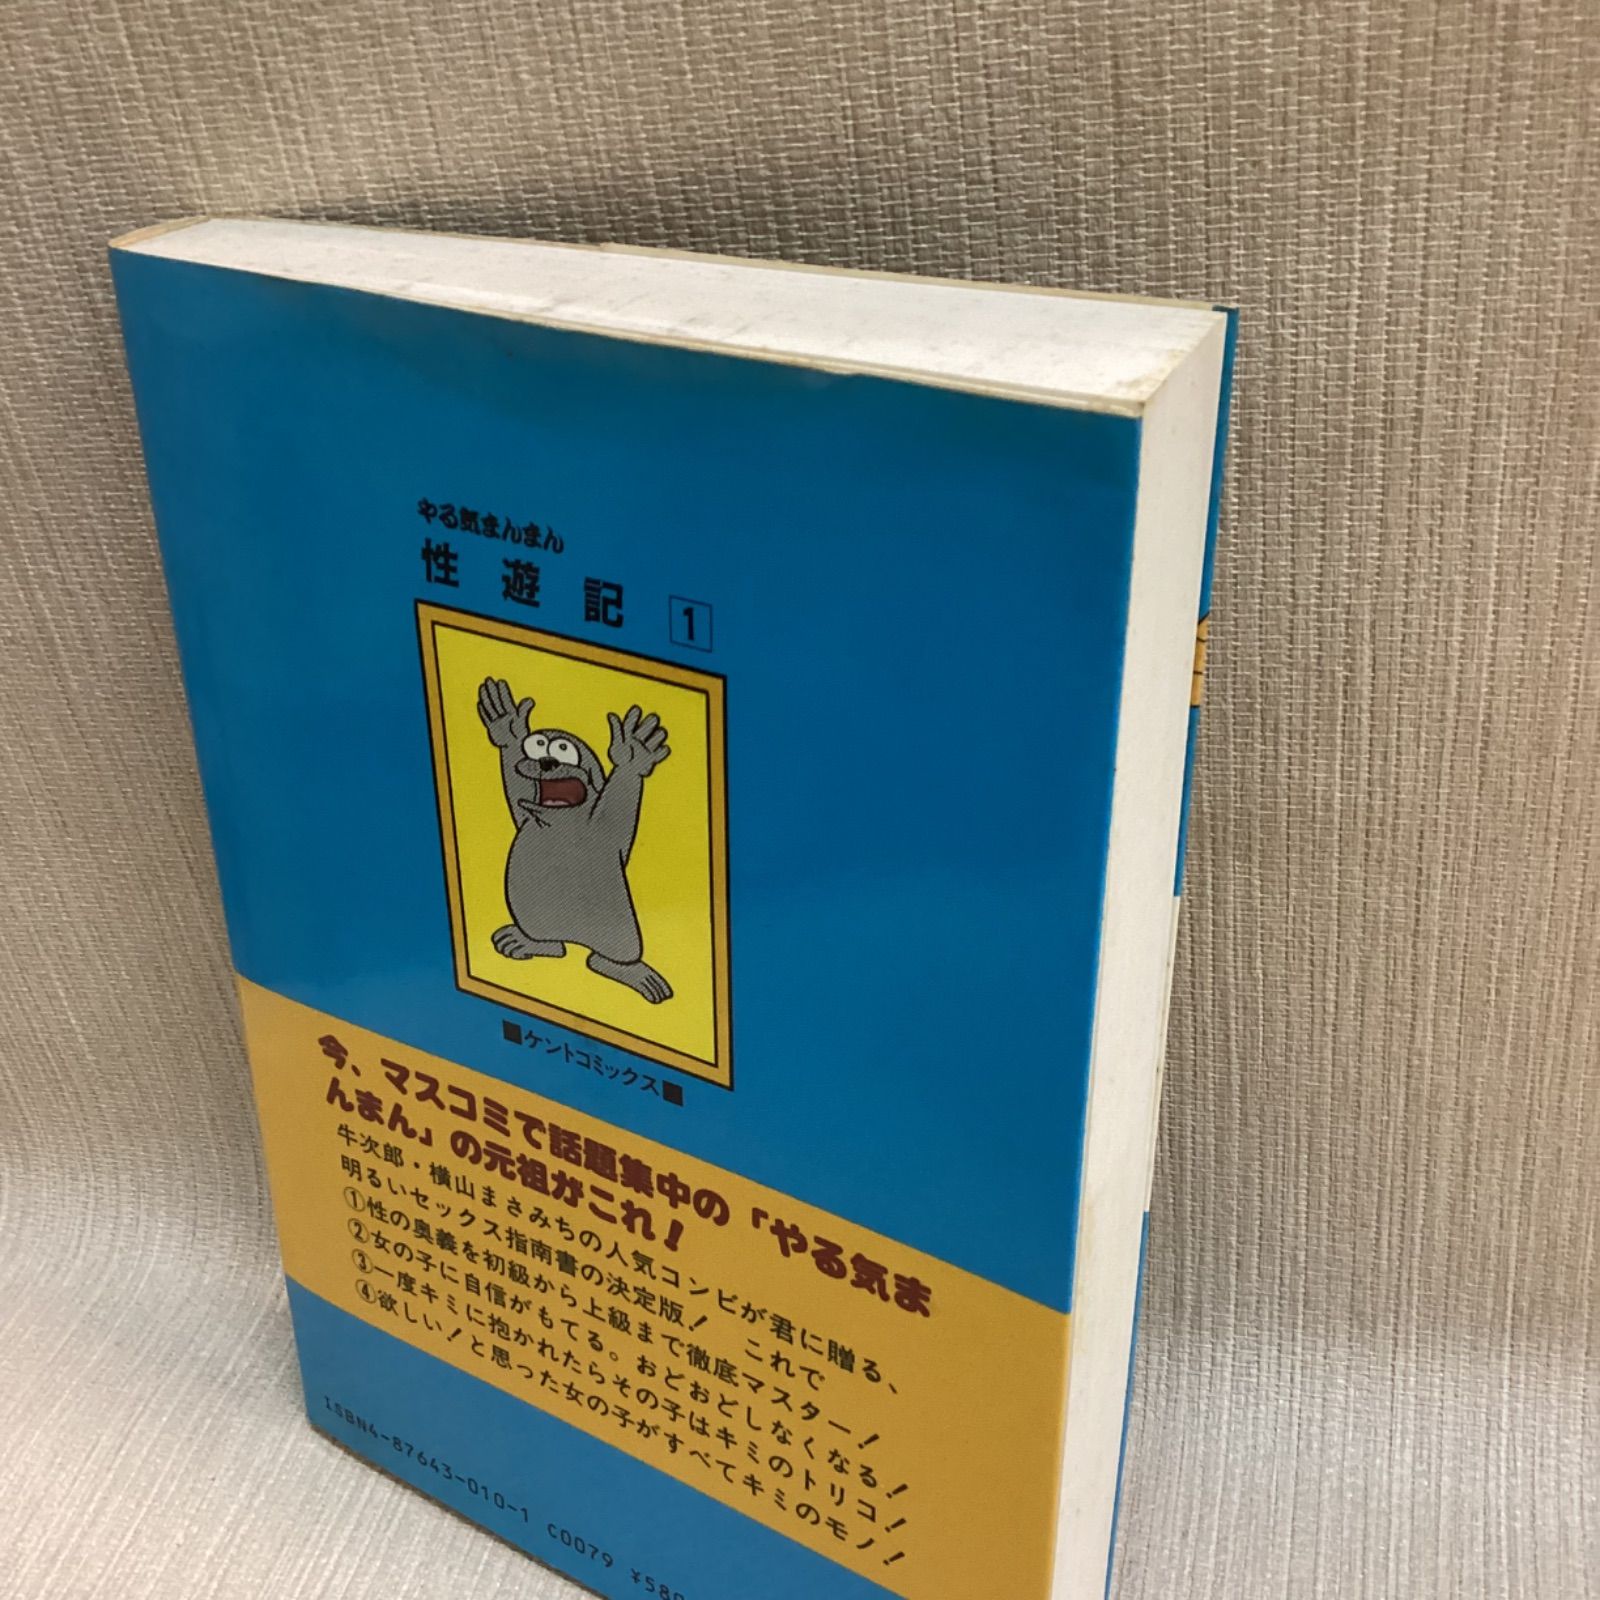 やる気まんまん
性遊記 1
■ケントコミックス■
今、マスコミで話題集中の「やる気ま
んまん」の元祖がこれ!
牛次郎・横山まさみちの人気コンビが君に贈る、
明るいセックス指南書の決定版! これで
①性の奥義を初級から上級まで徹底マスター!
②女の子に自信がもてる。おどおどしなくなる!
③一度キミに抱かれたらその子はキミのトリコ!
④欲しい!と思った女の子がすべてキミのモノ!
ISBN4-87643-010-1 C0079 ¥580